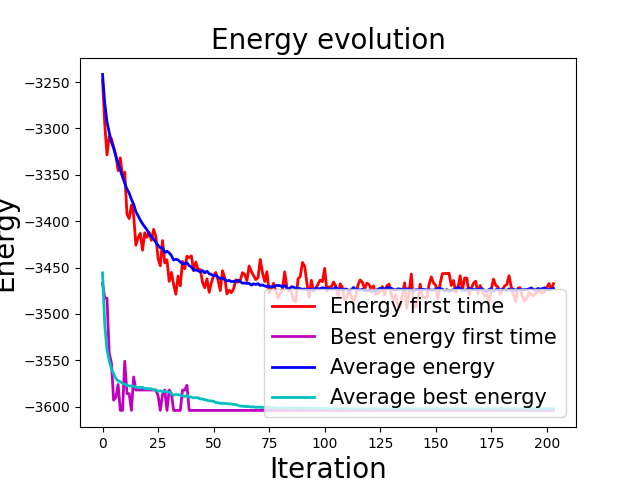 Energy evolution
Energy
−3250
−3300
−3350
−3400
−3450
−3500
−3550
−3600
Energy first time
Best energy first time
Average energy
Average best energy
0
25
50
75
100
125
150
175
200
Iteration